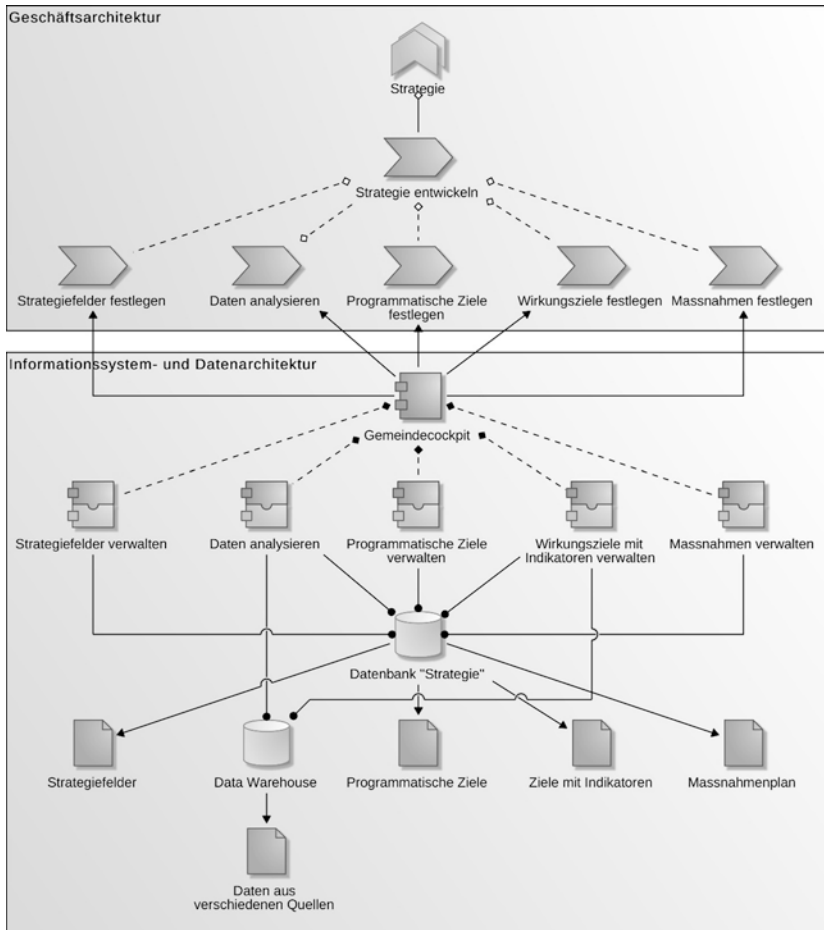 Geschäftsarchitektur
Strategie
Strategie entwickeln
Strategiefelder festlegen
Daten analysieren
Programmatische Ziele
festlegen
Wirkungsziele festlegen
Massnahmen festlegen
Informationssystem- und Datenarchitektur
Gemeindecockpit
Strategiefelder verwalten
Daten analysieren
Programmatische Ziele
verwalten
Wirkungsziele mit
Indikatoren verwalten
Massnahmen verwalten
Datenbank "Strategie"
Strategiefelder
Data Warehouse
Programmatische Ziele
Ziele mit Indikatoren
Massnahmenplan
Daten aus
verschiedenen Quellen